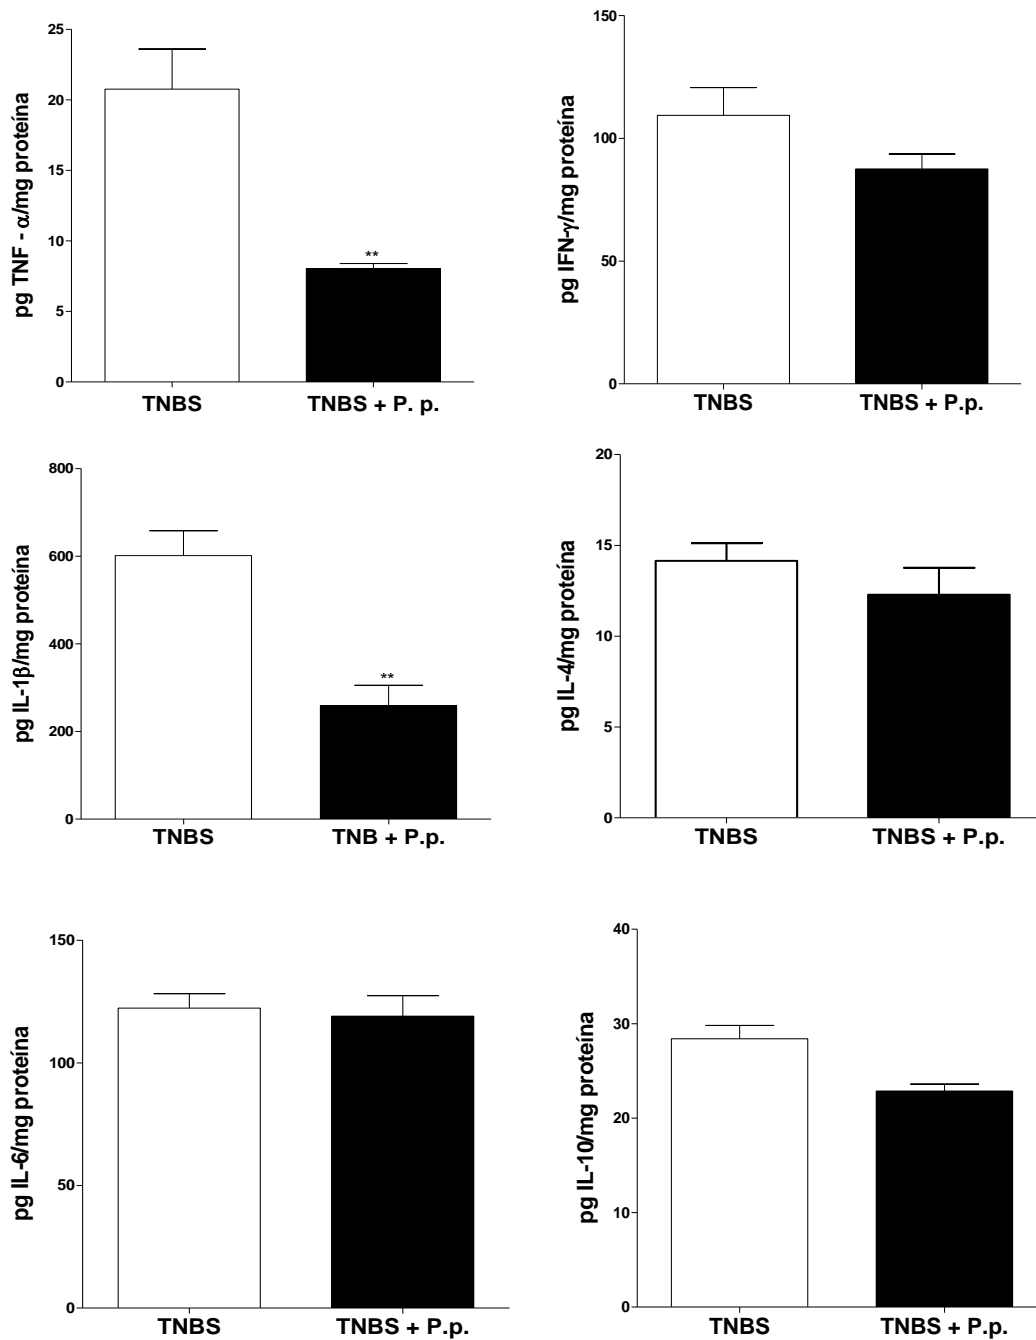 pg TNF - α/mg proteína
25
20
15
10
5
0
**
TNBS
TNBS + P. p.
pg IFN-γ/mg proteína
150
100
50
0
TNBS
TNBS + P.p.
pg IL-1β/mg proteína
800
600
400
200
0
**
TNBS
TNB + P.p.
pg IL-4/mg proteína
20
15
10
5
0
TNBS
TNBS + P.p.
pg IL-6/mg proteína
150
100
50
0
TNBS
TNBS + P.p.
pg IL-10/mg proteína
40
30
20
10
0
TNBS
TNBS + P.p.